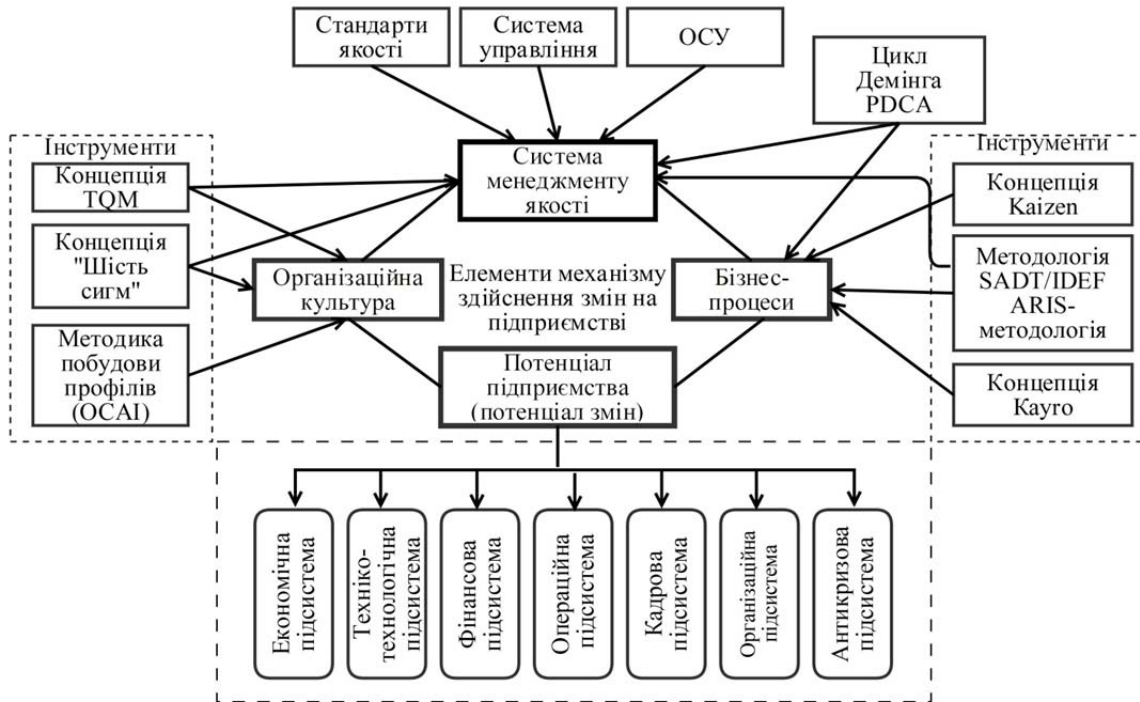 Стандарти
якості
Система
управління
ОСУ
Цикл
Демінга
PDCA
Інструменти
Концепція
TQM
Концепція
"Шість
сигм"
Методика
побудови
профілів
(OCAI)
Система
менеджменту
якості
Організаційна
культура
Елементи механізму
здійснення змін на
підприємстві
Бізнес-
процеси
Потенціал
підприємства
(потенціал змін)
Інструменти
Концепція
Kaizen
Методологія
SADT/IDEF
ARIS-
методологія
Концепція
Kayro
Економічна
підсистема
Техніко-
технологічна
підсистема
Фінансова
підсистема
Операційна
підсистема
Кадрова
підсистема
Організаційна
підсистема
Антикризова
підсистема